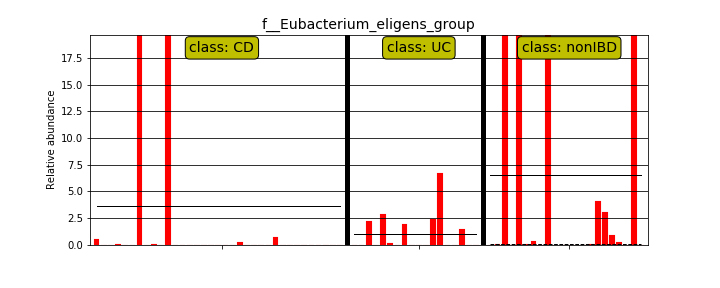 f__Eubacterium_eligens_group
class: CD
class: UC
class: nonIBD
Relative abundance
17.5
15.0
12.5
10.0
7.5
5.0
2.5
0.0